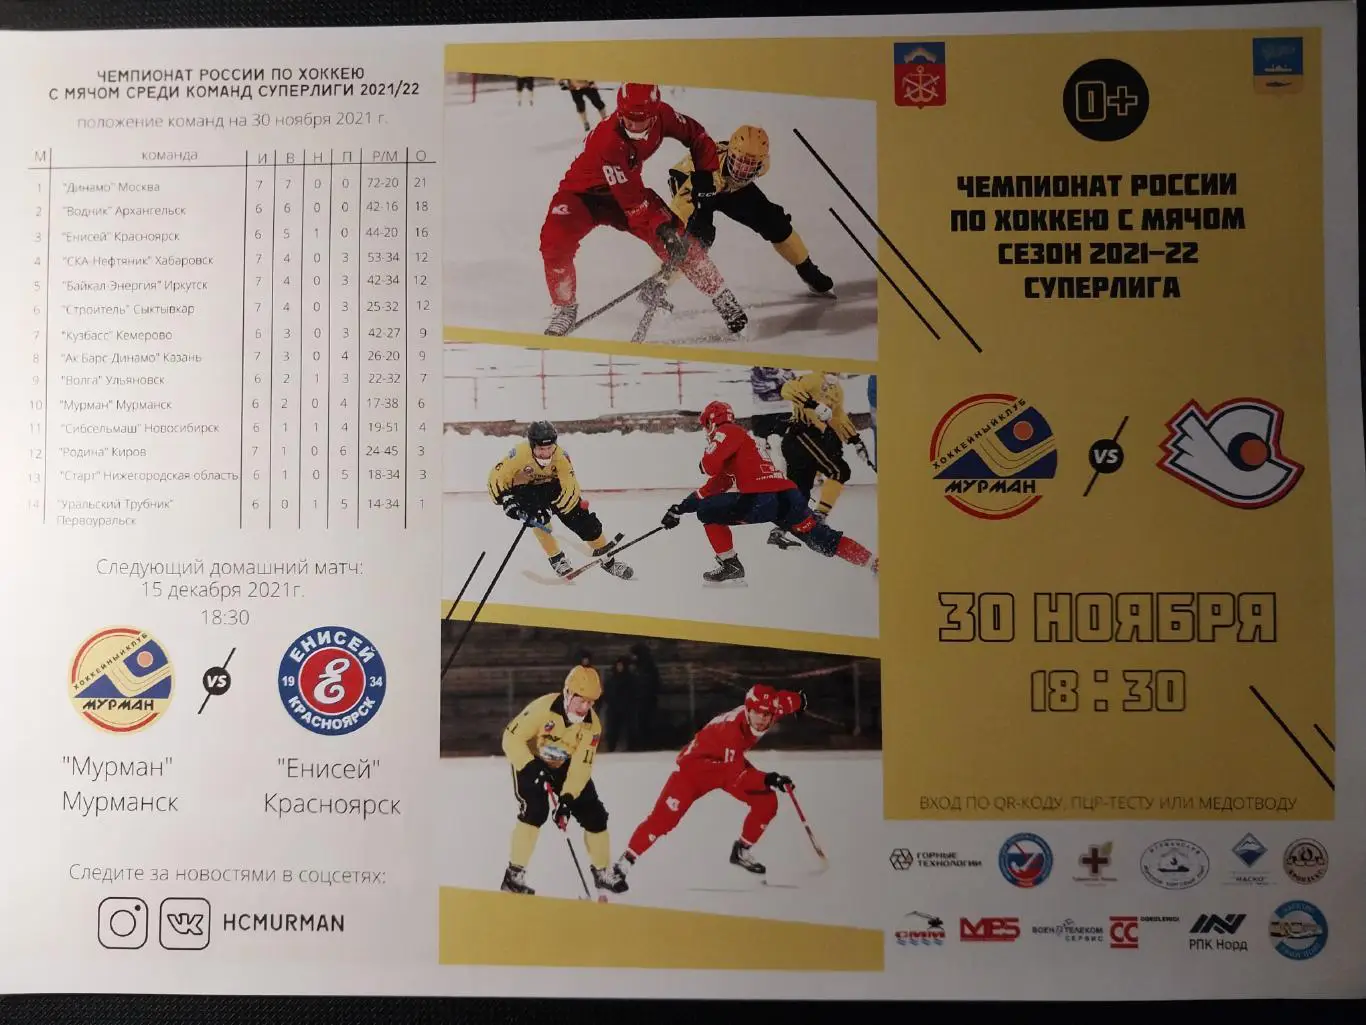 ЧЕМПИОНАТ РОССИИ ПО ХОККЕЮ
С МЯЧОМ СРЕДИ КОМАНД СУПЕРЛИГИ 2021/22
положение команд на 30 ноября 2021 г.
М команда И В Н П Р/М О
1 "Динамо" Москва 7 7 0 0 72-20 21
2 "Водник" Архангельск 6 6 0 0 42-16 18
3 "Енисей" Красноярск 6 5 1 0 44-20 16
4 "СКА-Нефтяник" Хабаровск 7 4 0 3 53-34 12
5 "Байкал-Энергия" Иркутск 7 4 0 3 42-34 12
6 "Строитель" Сыктывкар 7 4 0 3 25-32 12
7 "Кузбасс" Кемерово 6 3 0 3 42-27 9
8 "Ак Барс-Динамо" Казань 7 3 0 4 26-20 9
9 "Волга" Ульяновск 6 2 1 3 22-32 7
10 "Мурман" Мурманск 6 2 0 4 17-38 6
11 "Сибсельмаш" Новосибирск 6 1 1 4 19-51 4
12 "Родина" Киров 7 1 0 6 24-45 3
13 "Старт" Нижегородская область 6 1 0 5 18-34 3
14 "Уральский Трубник" 6 0 1 5 14-34 1
Первоуральск
Следующий домашний матч:
15 декабря 2021г.
18:30
ХОККЕЙНЫЙ КЛУБ
МУРМАН
VS
ЕНИСЕЙ
19 34
КРАСНОЯРСК
"Мурман"
Мурманск
"Енисей"
Красноярск
Следите за новостями в соцсетях:
HCMURMAN
86
CCM
11
17
0+
ЧЕМПИОНАТ РОССИИ
ПО ХОККЕЮ С МЯЧОМ
СЕЗОН 2021-22
СУПЕРЛИГА
ХОККЕЙНЫЙ КЛУБ
МУРМАН
VS
30 НОЯБРЯ
18:30
ВХОД ПО QR-КОДУ, ПЦР-ТЕСТУ ИЛИ МЕДОТВОДУ
ГОРНЫЕ
ТЕХНОЛОГИИ
"НАСКО"
СММ
MPS
ВОЕНТЕЛЕКОМ
СЕРВИС
CC
РПК Норд